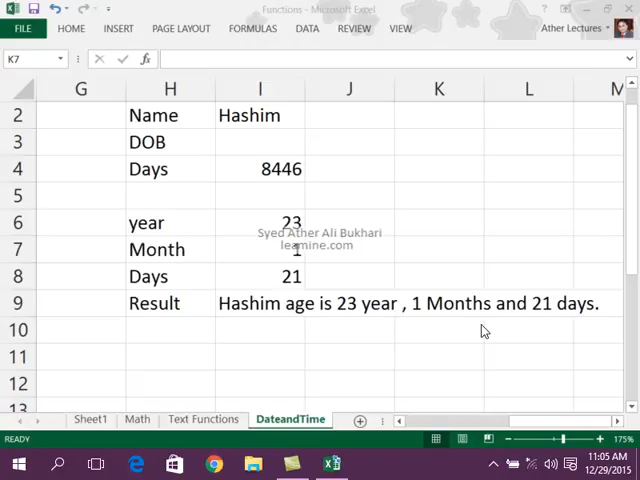 Functions - Microsoft Excel
FILE HOME INSERT PAGE LAYOUT FORMULAS DATA REVIEW VIEW Ather Lectures
K7 fx
G H I J K L M
2 Name Hashim
3 DOB
4 Days 8446
5
6 year 23
Syed Ather Ali Bukhari
7 Month 1
learnine.com
8 Days 21
9 Result Hashim age is 23 year , 1 Months and 21 days.
10
11
12
13
Sheet1 Math Text Functions DateandTime
READY 175%
11:05 AM
12/29/2015